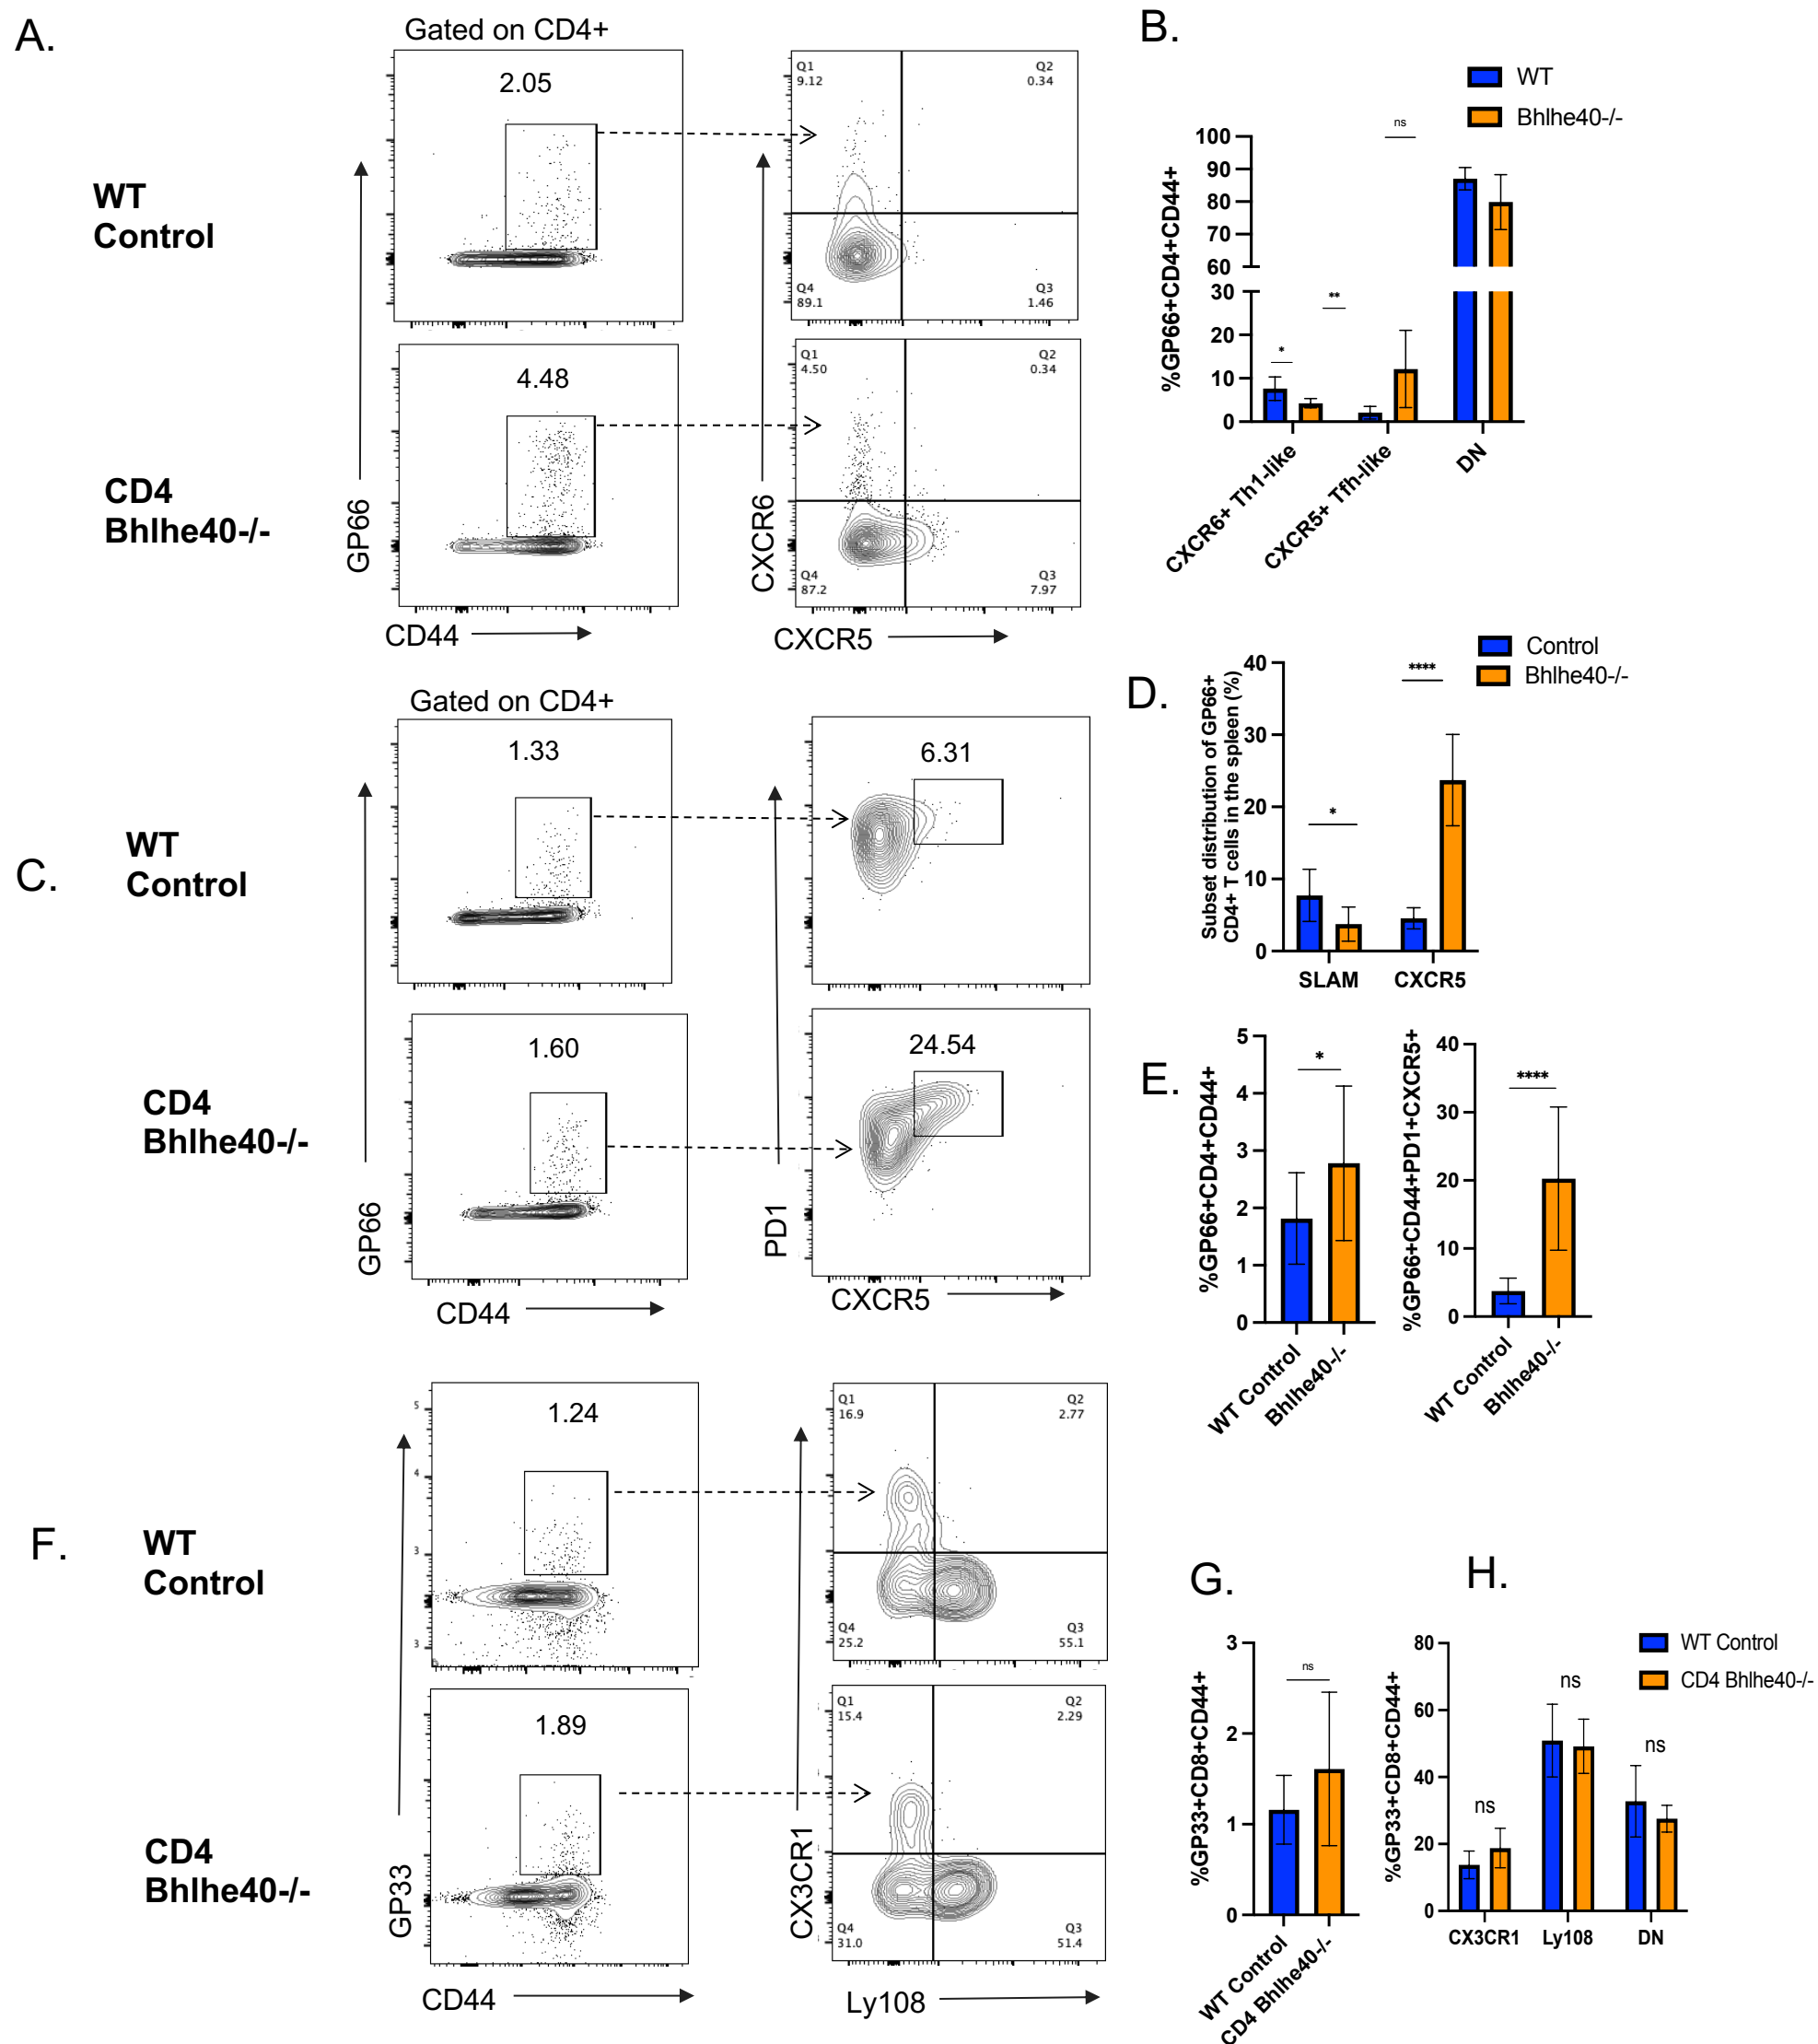 A.
Gated on CD4+
WT
Control
2.05
Q1
9.12
Q2
0.34
Q4
89.1
Q3
1.46
CD4
Bhlhe40-/-
4.48
Q1
4.50
Q2
0.34
Q4
87.2
Q3
7.97
GP66
CXCR6
CD44
CXCR5
B.
WT
Bhlhe40-/-
%GP66+CD4+CD44+
100
90
80
70
60
30
20
10
0
*
**
ns
CXCR6+ Th1-like
CXCR5+ Tfh-like
DN
C.
Gated on CD4+
WT
Control
1.33
6.31
CD4
Bhlhe40-/-
1.60
24.54
GP66
PD1
CD44
CXCR5
D.
Control
Bhlhe40-/-
Subset distribution of GP66+
CD4+ T cells in the spleen (%)
40
30
20
10
0
*
****
SLAM
CXCR5
E.
%GP66+CD4+CD44+
5
4
3
2
1
0
*
WT Control
Bhlhe40-/-
%GP66+CD44+PD1+CXCR5+
40
30
20
10
0
****
WT Control
Bhlhe40-/-
F.
WT
Control
5
4
3
3
1.24
Q1
16.9
Q2
2.77
Q4
25.2
Q3
55.1
CD4
Bhlhe40-/-
1.89
Q1
15.4
Q2
2.29
Q4
31.0
Q3
51.4
GP33
CX3CR1
CD44
Ly108
G.
%GP33+CD8+CD44+
3
2
1
0
ns
WT Control
CD4 Bhlhe40-/-
H.
WT Control
CD4 Bhlhe40-/-
%GP33+CD8+CD44+
80
60
40
20
0
ns
ns
ns
CX3CR1
Ly108
DN